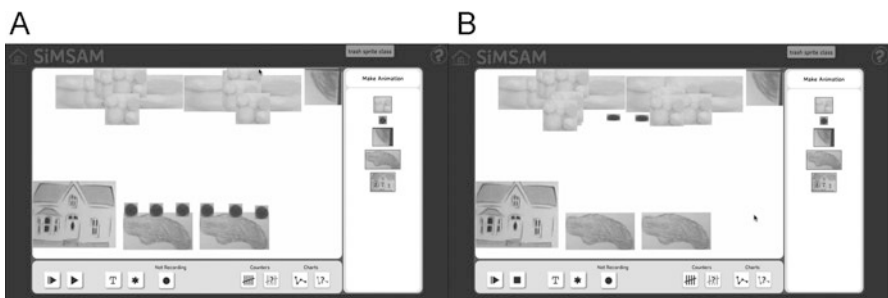 A
SiMSAM
trash sprite class
?
Make Animation
Not Recording
Counters
Charts
T
B
SiMSAM
trash sprite class
?
Make Animation
Not Recording
Counters
Charts
T